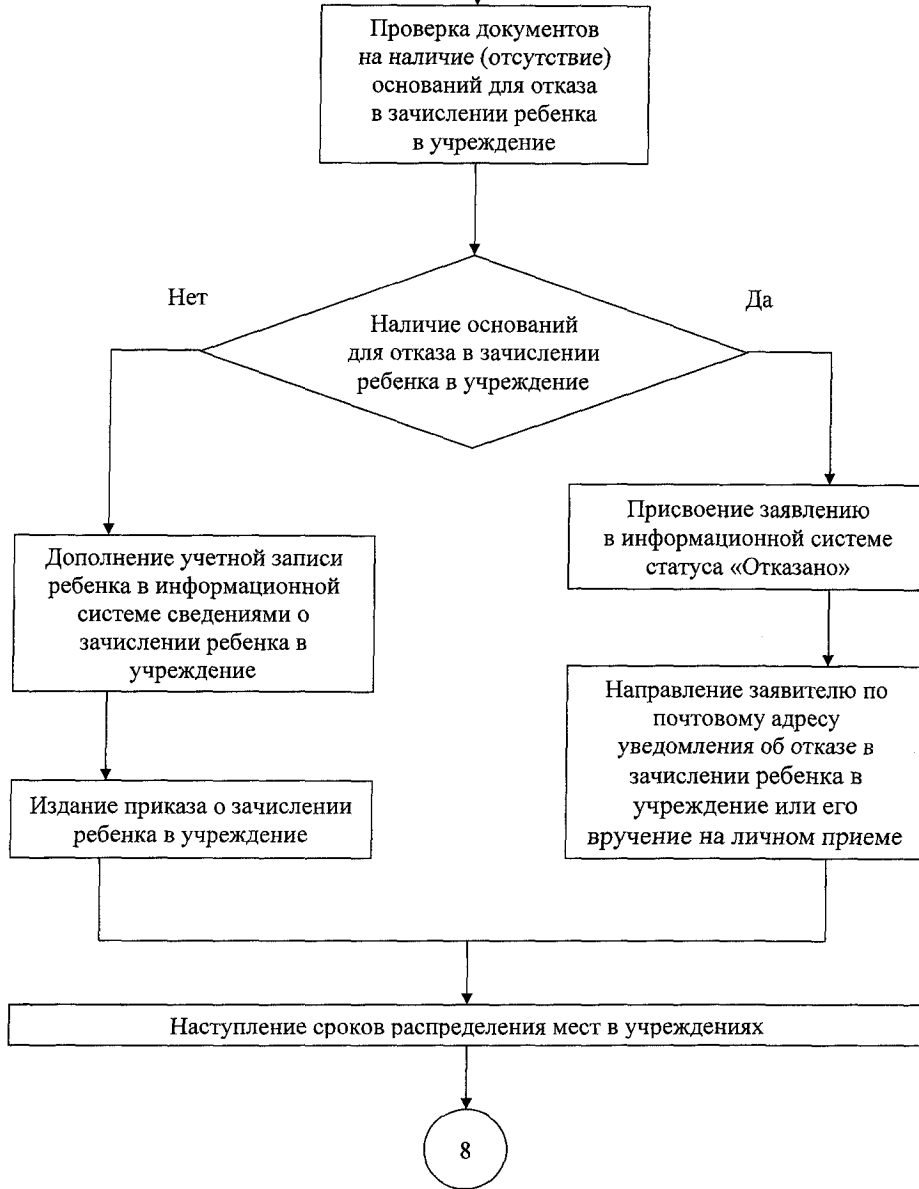 Проверка документов
на наличие (отсутствие)
оснований для отказа
в зачислении ребенка
в учреждение
Нет
Да
Наличие оснований
для отказа в зачислении
ребенка в учреждение
Присвоение заявлению
в информационной системе
статуса «Отказано»
Дополнение учетной записи
ребенка в информационной
системе сведениями о
зачислении ребенка в
учреждение
Направление заявителю по
почтовому адресу
уведомления об отказе в
зачислении ребенка в
учреждение или его
вручение на личном приеме
Издание приказа о зачислении
ребенка в учреждение
Наступление сроков распределения мест в учреждениях
8